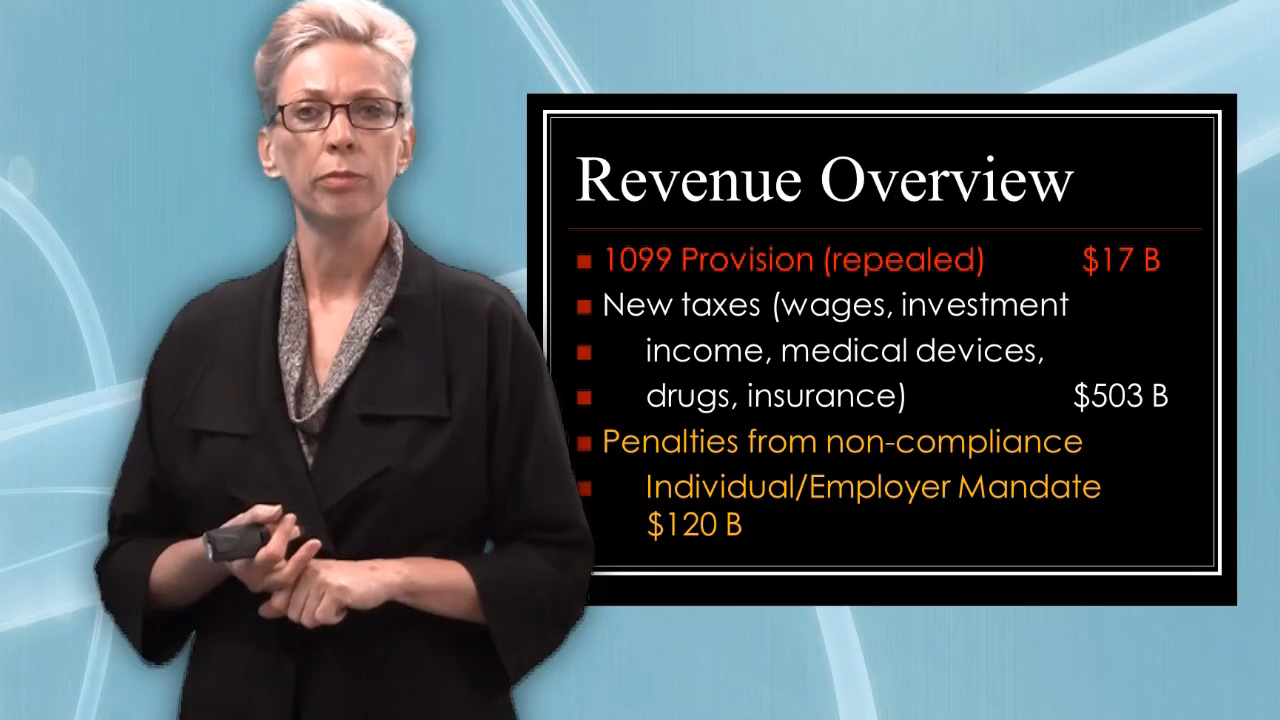 Revenue Overview
1099 Provision (repealed) $17 B
New taxes (wages, investment
income, medical devices,
drugs, insurance) $503 B
Penalties from non-compliance
Individual/Employer Mandate
$120 B